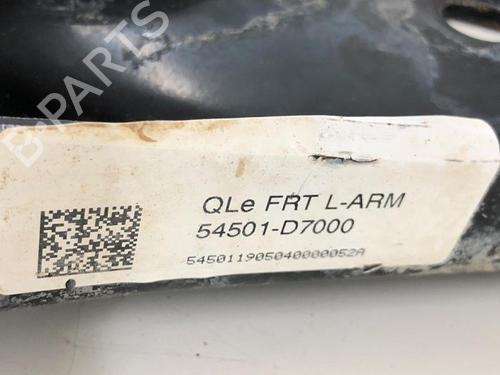 B-PARTS
QLe FRT L-ARM
54501-D7000
545011905040000052A